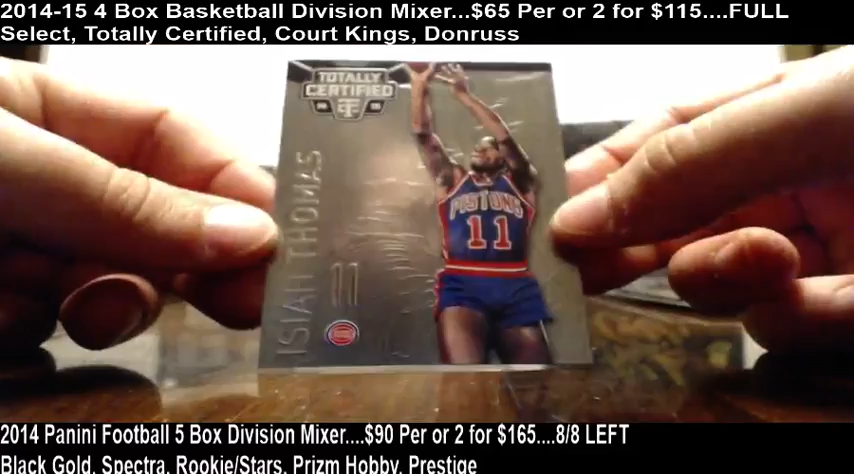 2014-15 4 Box Basketball Division Mixer...$65 Per or 2 for $115....FULL
Select, Totally Certified, Court Kings, Donruss
TOTALLY
CERTIFIED
ISIAH THOMAS
PISTONS
11
2014 Panini Football 5 Box Division Mixer....$90 Per or 2 for $165....8/8 LEFT
Black Gold, Spectra, Rookie/Stars, Prizm Hobby, Prestige